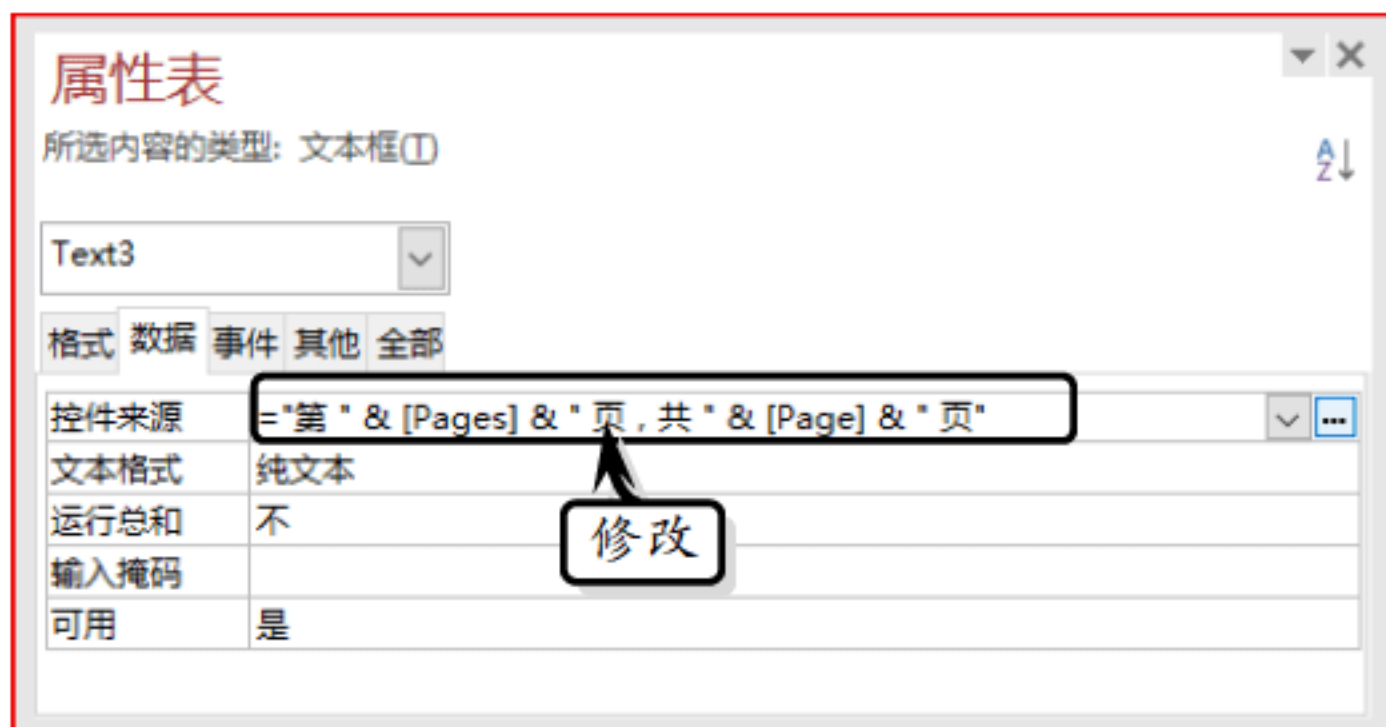 属性表
所选内容的类型: 文本框(T)
A
Z
Text3
格式 数据 事件 其他 全部
控件来源 ="第 " & [Pages] & " 页 , 共 " & [Page] & " 页"
文本格式 纯文本
运行总和 不
修改
输入掩码
可用 是